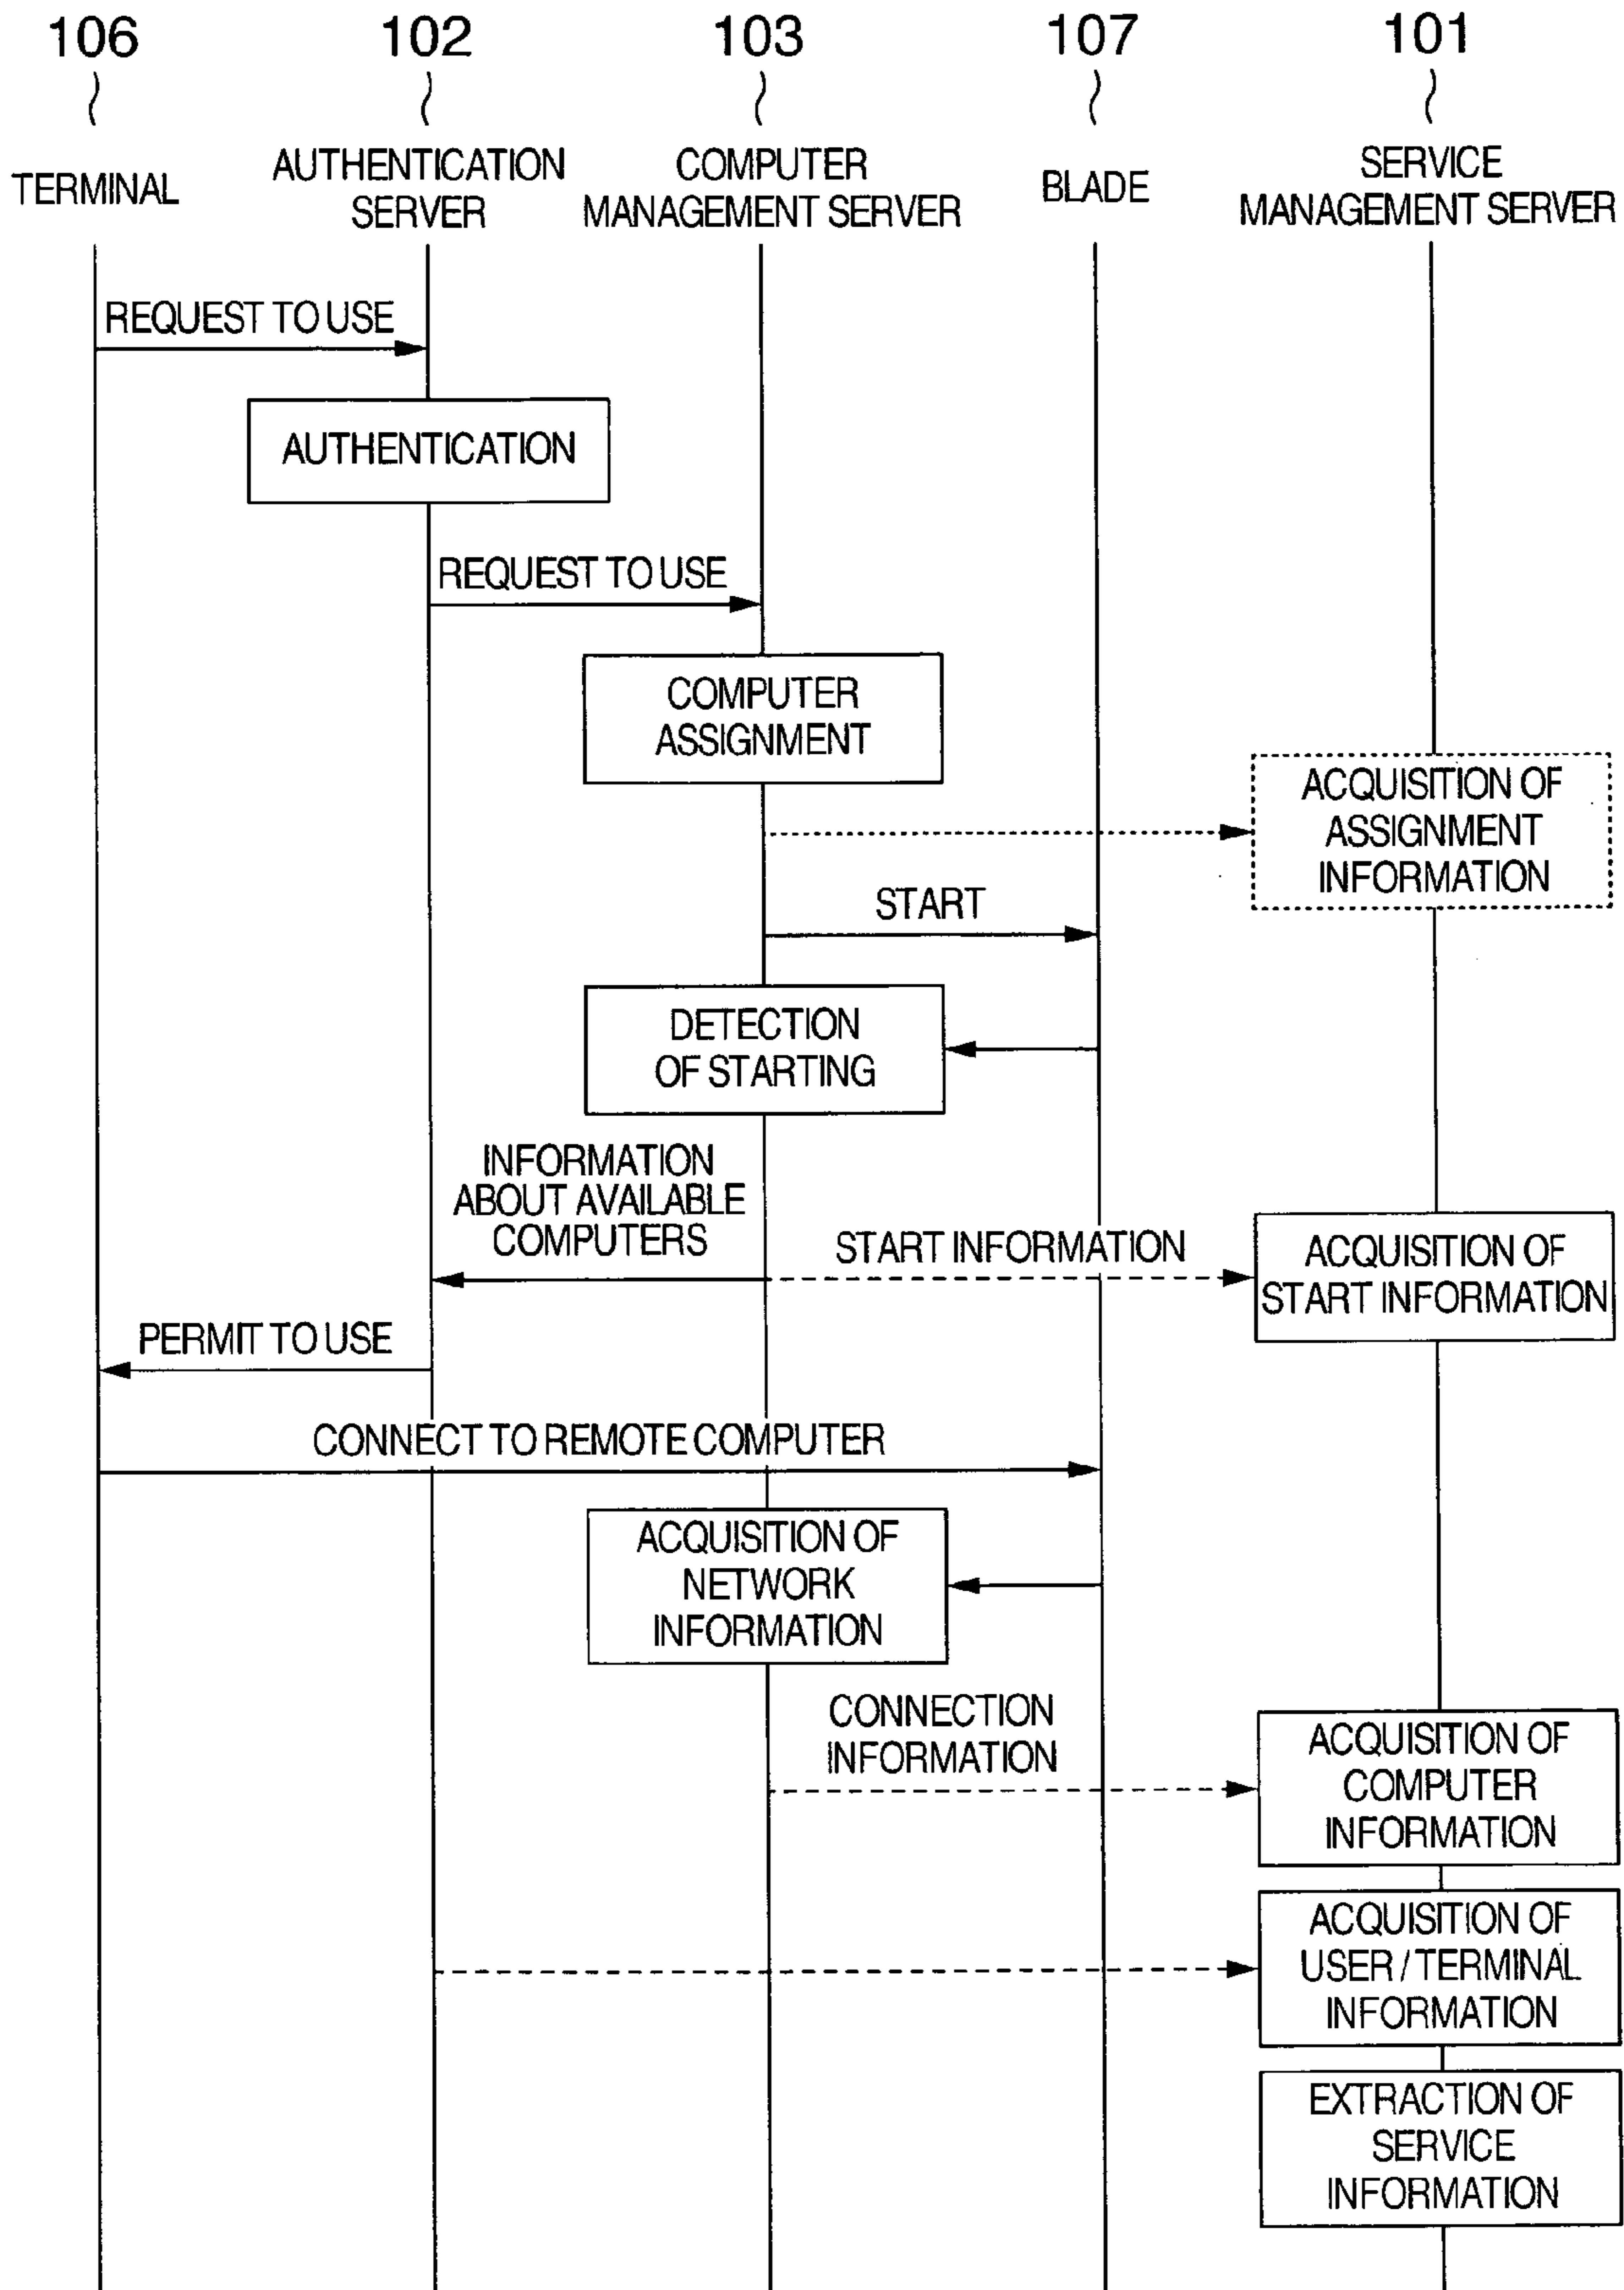 106
102
103
107
101
TERMINAL
AUTHENTICATION
SERVER
COMPUTER
MANAGEMENT SERVER
BLADE
SERVICE
MANAGEMENT SERVER
REQUEST TO USE
AUTHENTICATION
REQUEST TO USE
COMPUTER
ASSIGNMENT
ACQUISITION OF
ASSIGNMENT
INFORMATION
START
DETECTION
OF STARTING
INFORMATION
ABOUT AVAILABLE
COMPUTERS
START INFORMATION
ACQUISITION OF
START INFORMATION
PERMIT TO USE
CONNECT TO REMOTE COMPUTER
ACQUISITION OF
NETWORK
INFORMATION
CONNECTION
INFORMATION
ACQUISITION OF
COMPUTER
INFORMATION
ACQUISITION OF
USER / TERMINAL
INFORMATION
EXTRACTION OF
SERVICE
INFORMATION